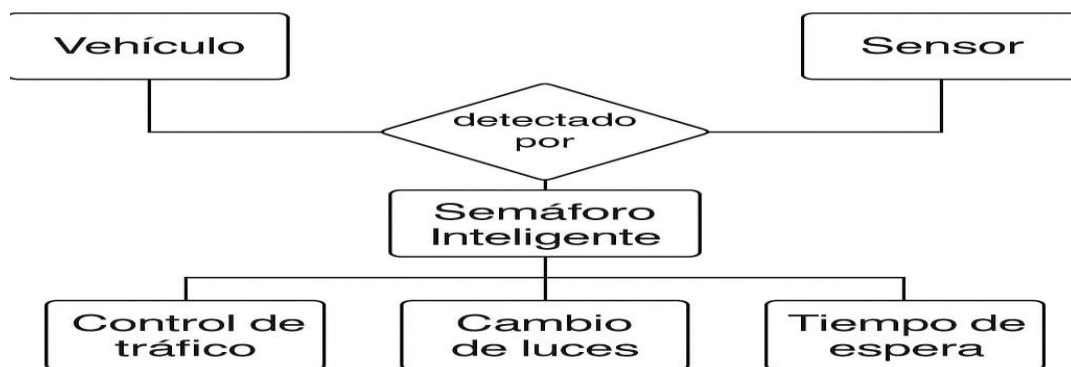 Vehículo
Sensor
detectado
por
Semáforo
Inteligente
Control de
tráfico
Cambio
de luces
Tiempo de
espera